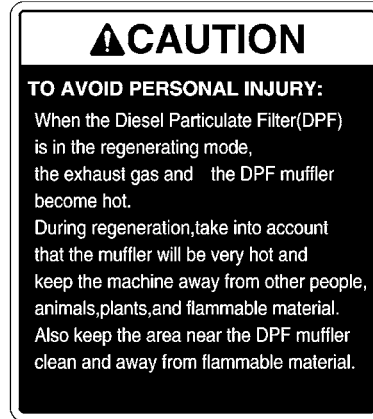 CAUTION
TO AVOID PERSONAL INJURY:
When the Diesel Particulate Filter(DPF)
is in the regenerating mode,
the exhaust gas and the DPF muffler
become hot.
During regeneration,take into account
that the muffler will be very hot and
keep the machine away from other people,
animals,plants,and flammable material.
Also keep the area near the DPF muffler
clean and away from flammable material.